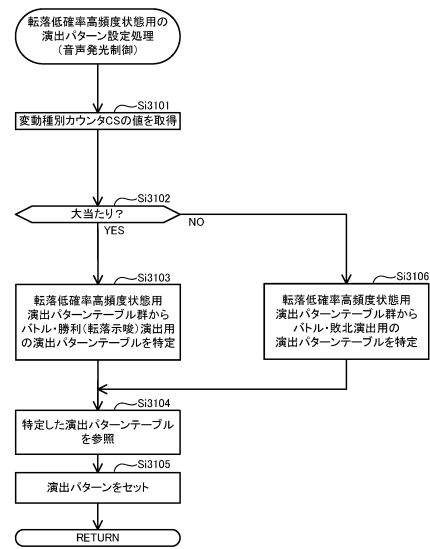 転落低確率高頻度状態用の
演出パターン設定処理
（音声発光制御）
Si3101
変動種別カウンタCSの値を取得
Si3102
大当たり？
YES
NO
Si3103
転落低確率高頻度状態用
演出パターンテーブル群から
バトル・勝利（転落示唆）演出用
の演出パターンテーブルを特定
Si3106
転落低確率高頻度状態用
演出パターンテーブル群から
バトル・敗北演出用の
演出パターンテーブルを特定
Si3104
特定した演出パターンテーブル
を参照
Si3105
演出パターンをセット
RETURN